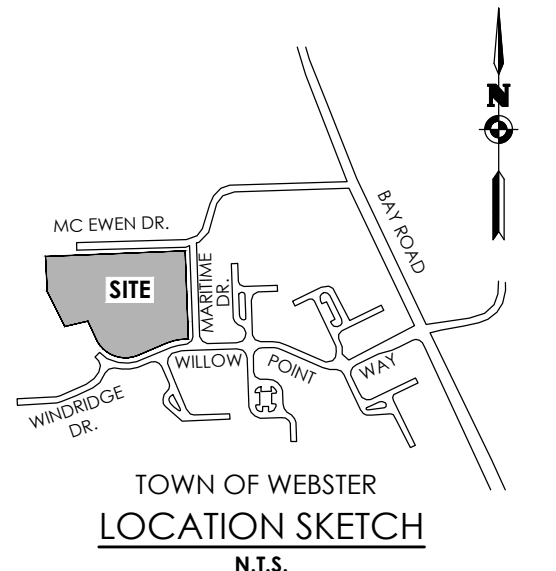 N
BAY ROAD
MC EWEN DR.
MARITIME
DR.
SITE
WILLOW
POINT
WAY
WINDRIDGE
DR.
TOWN OF WEBSTER
LOCATION SKETCH
N.T.S.